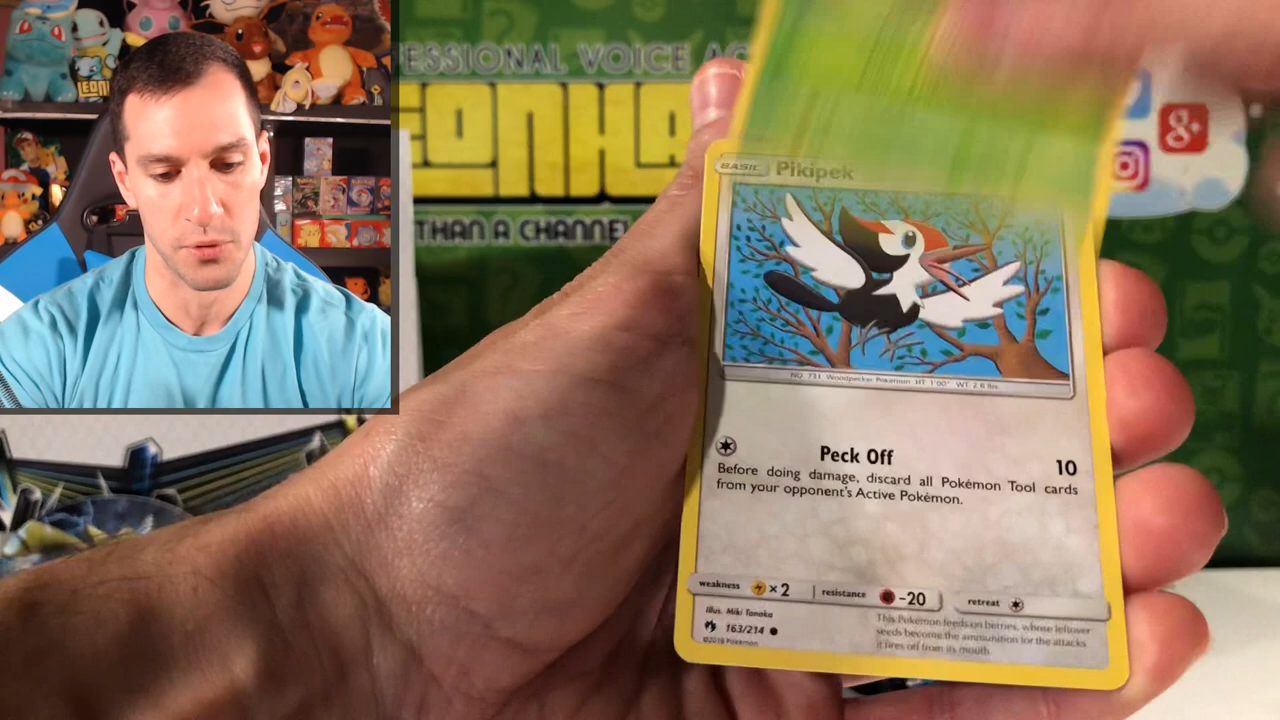 FESSIONAL VOICE AC
EONHA
THAN A CHANNEL
LEONH
g+
BASIC Pikipek
NO. 731 Woodpecker Pokémon HT: 1'00" WT: 2.6 lbs.
Peck Off 10
Before doing damage, discard all Pokémon Tool cards
from your opponent's Active Pokémon.
weakness ×2 resistance -20 retreat
Illus. Miki Tanaka
163/214
©2018 Pokémon
This Pokémon feeds on berries, whose leftover
seeds become the ammunition for the attacks
it fires off from its mouth.